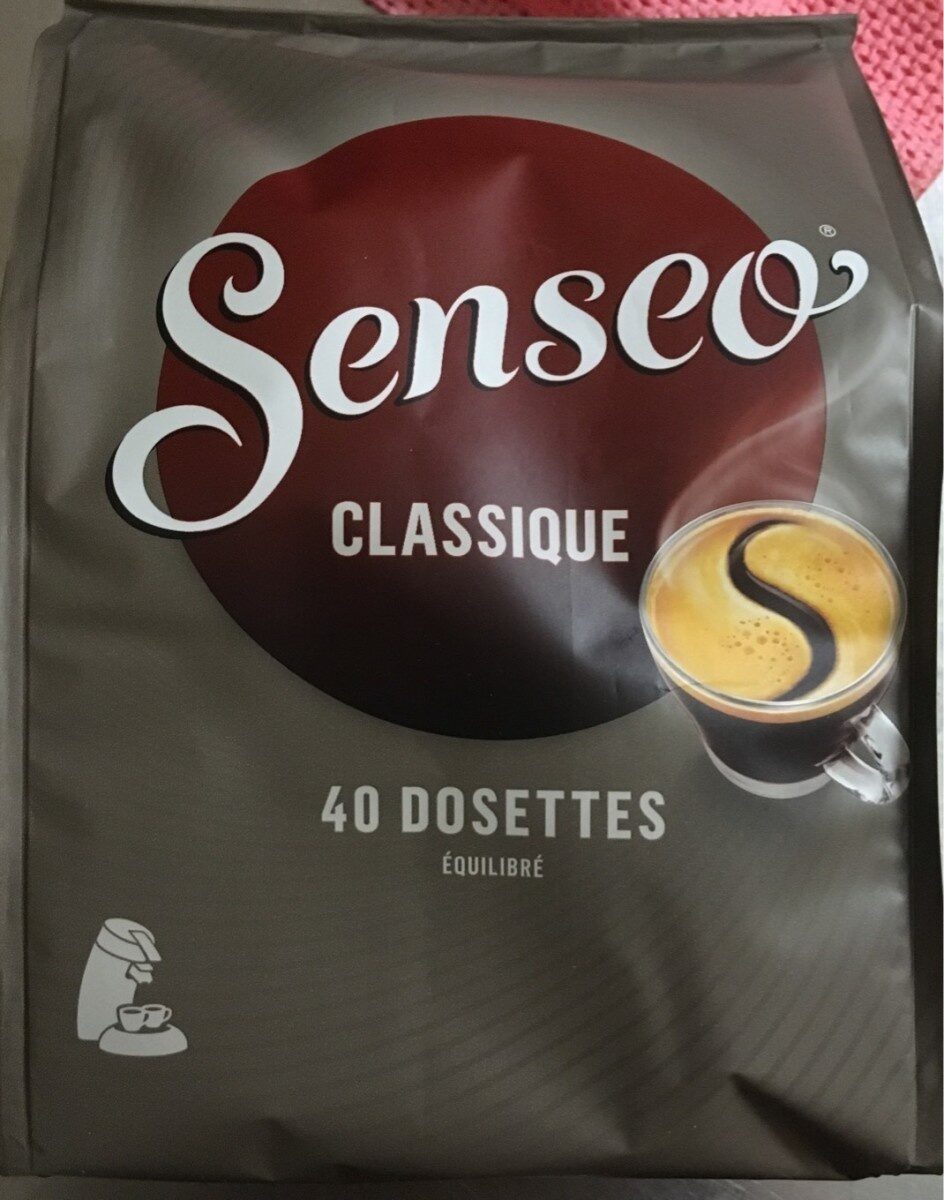 Senseo®
CLASSIQUE
40 DOSETTES
ÉQUILIBRÉ